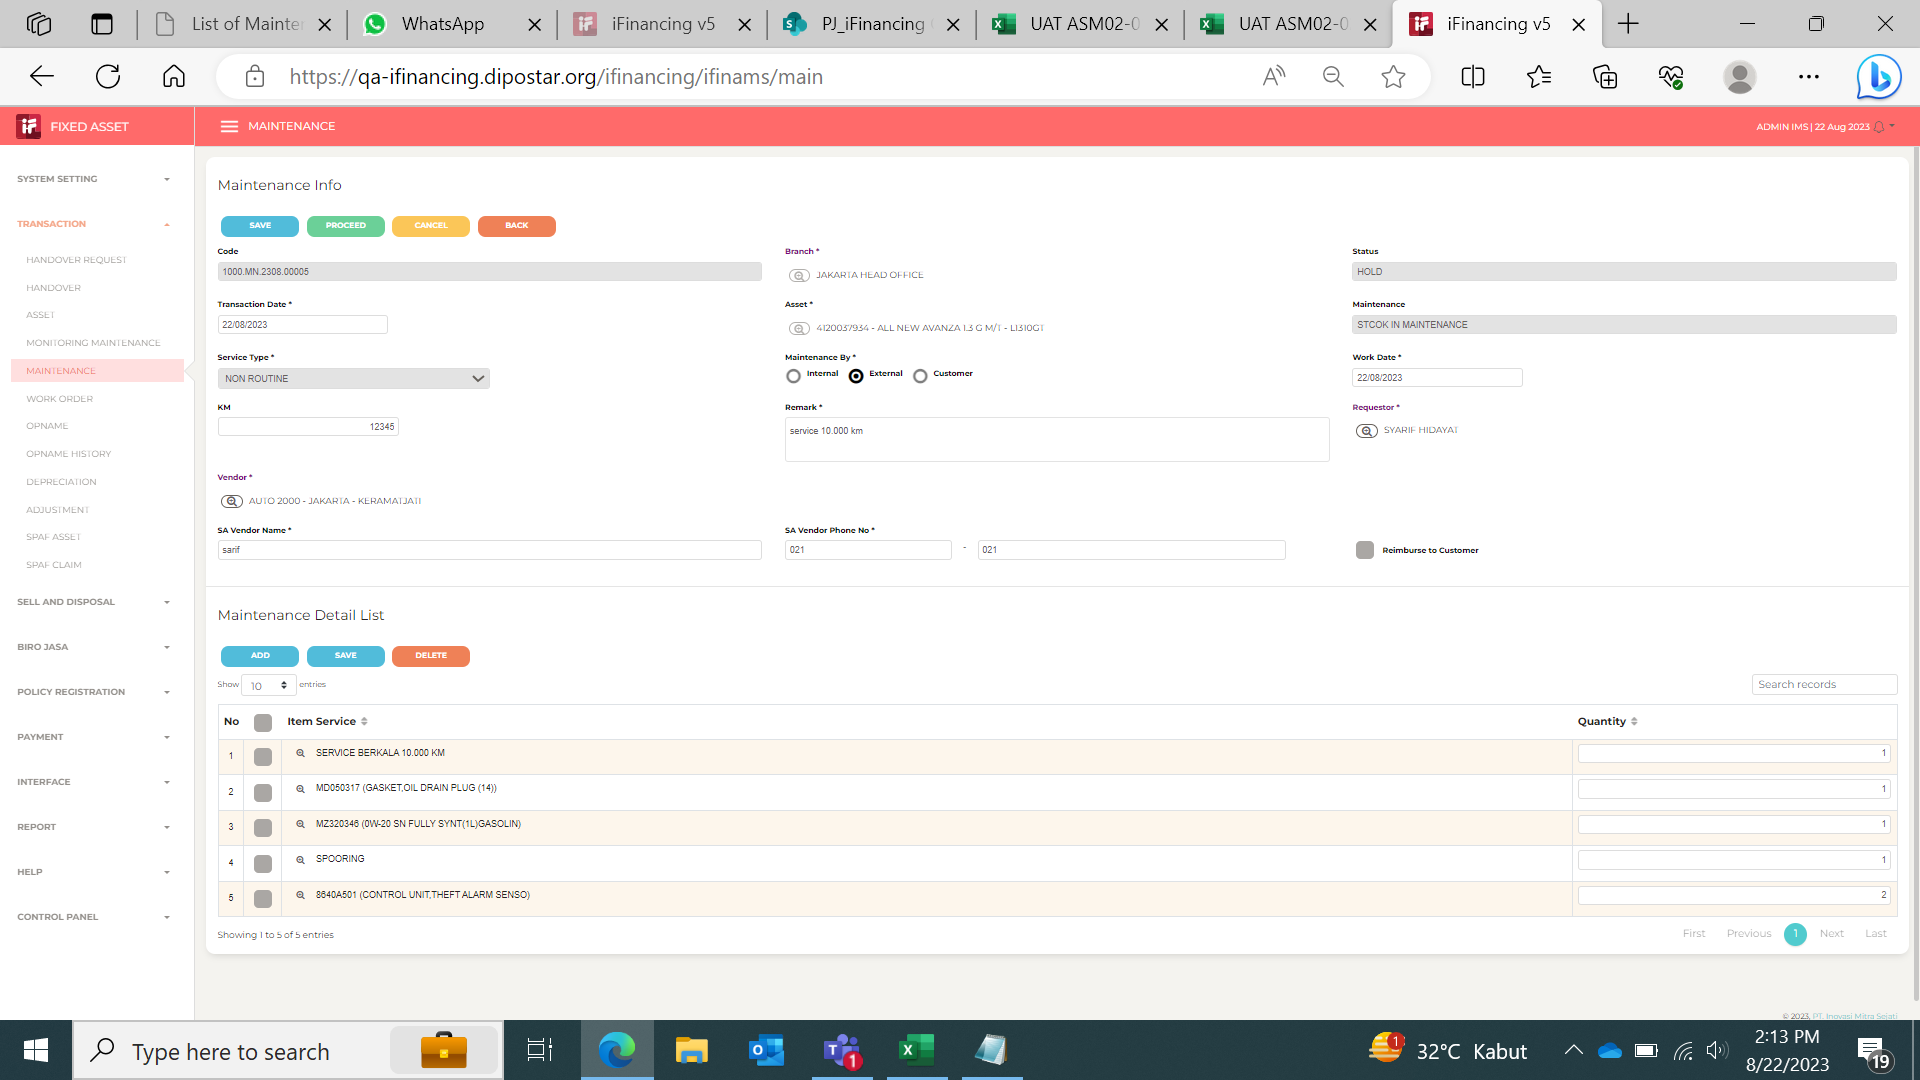 List of Mainte
WhatsApp
iFinancing v5
PJ_iFinancing
UAT ASM02-0
UAT ASM02-0
iFinancing v5
https://qa-ifinancing.dipostar.org/ifinancing/ifinams/main
iF FIXED ASSET
MAINTENANCE
ADMIN IMS | 22 Aug 2023
SYSTEM SETTING
TRANSACTION
HANDOVER REQUEST
HANDOVER
ASSET
MONITORING MAINTENANCE
MAINTENANCE
WORK ORDER
OPNAME
OPNAME HISTORY
DEPRECIATION
ADJUSTMENT
SPAF ASSET
SPAF CLAIM
SELL AND DISPOSAL
BIRO JASA
POLICY REGISTRATION
PAYMENT
INTERFACE
REPORT
HELP
CONTROL PANEL
Maintenance Info
SAVE PROCEED CANCEL BACK
Code Branch * Status
1000.MN.2308.00005 JAKARTA HEAD OFFICE HOLD
Transaction Date * Asset * Maintenance
22/08/2023 4120037934 - ALL NEW AVANZA 1.3 G M/T - L1310GT STCOK IN MAINTENANCE
Service Type * Maintenance By * Work Date *
NON ROUTINE Internal External Customer 22/08/2023
KM Remark * Requestor *
12345 service 10.000 km SYARIF HIDAYAT
Vendor *
AUTO 2000 - JAKARTA - KERAMATJATI
SA Vendor Name * SA Vendor Phone No *
sarif 021 - 021 Reimburse to Customer
Maintenance Detail List
ADD SAVE DELETE
Show 10 entries Search records
No Item Service Quantity
1 SERVICE BERKALA 10.000 KM 1
2 MD050317 (GASKET,OIL DRAIN PLUG (14)) 1
3 MZ320346 (0W-20 SN FULLY SYNT(1L)GASOLIN) 1
4 SPOORING 1
5 8640A501 (CONTROL UNIT,THEFT ALARM SENSO) 2
Showing 1 to 5 of 5 entries First Previous 1 Next Last
© 2023, PT. Inovasi Mitra Sejati
Type here to search
1
1
32°C Kabut
2:13 PM
8/22/2023
19